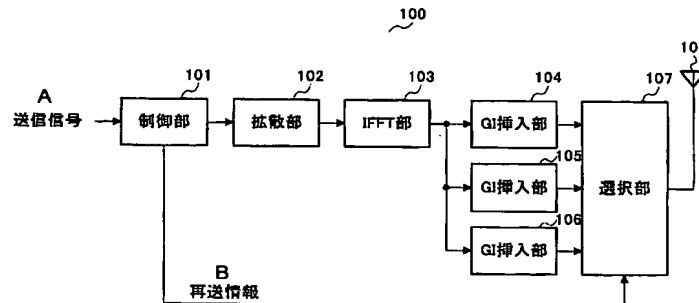 100
101
102
103
104
107
10
A
送信信号
制御部
拡散部
IFFT部
GI挿入部
105
GI挿入部
選択部
106
GI挿入部
B
再送情報